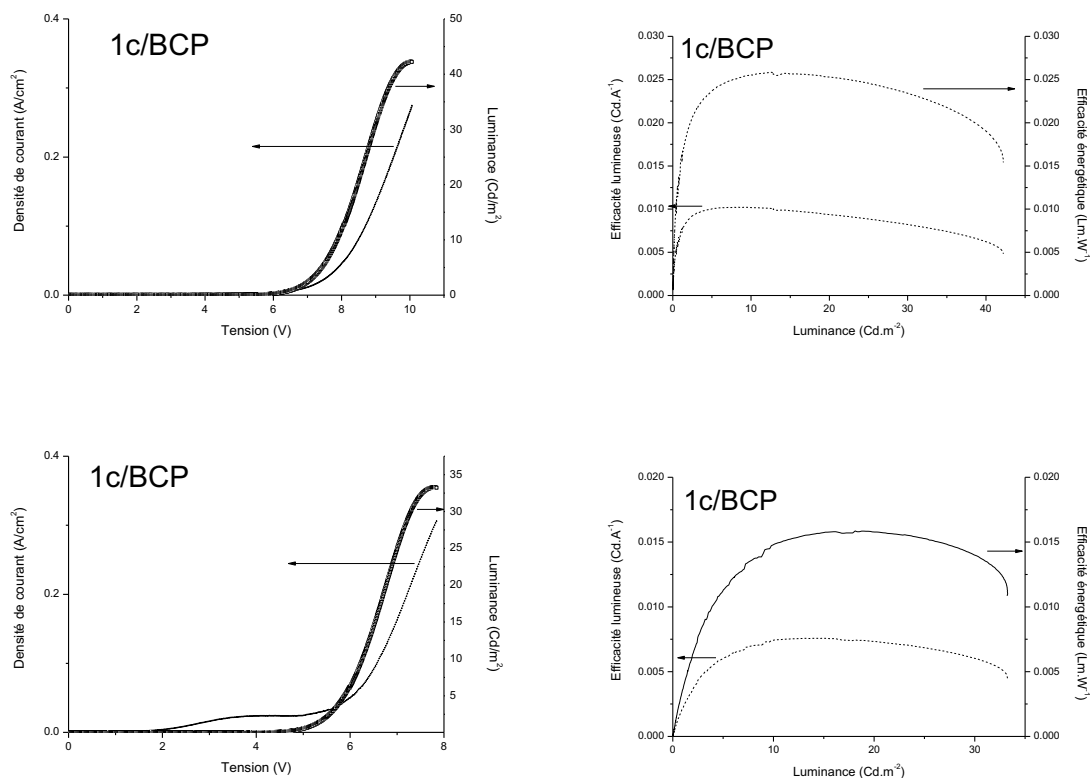 1c/BCP
Densité de courant (A/cm²)
0.4
0.2
0.0
50
40
30
20
10
0
Luminance (Cd/m²)
0 2 4 6 8 10
Tension (V)
1c/BCP
Efficacité lumineuse (Cd.A⁻¹)
0.030
0.025
0.020
0.015
0.010
0.005
0.000
0.030
0.025
0.020
0.015
0.010
0.005
0.000
Efficacité énergétique (Lm.W⁻¹)
0 10 20 30 40
Luminance (Cd.m⁻²)
1c/BCP
Densité de courant (A/cm²)
0.4
0.2
0.0
35
30
25
20
15
10
5
0
Luminance (Cd/m²)
0 2 4 6 8
Tension (V)
1c/BCP
Efficacité lumineuse (Cd.A⁻¹)
0.020
0.015
0.010
0.005
0.000
0.020
0.015
0.010
0.005
0.000
Efficacité énergétique (Lm.W⁻¹)
0 10 20 30
Luminance (Cd.m⁻²)